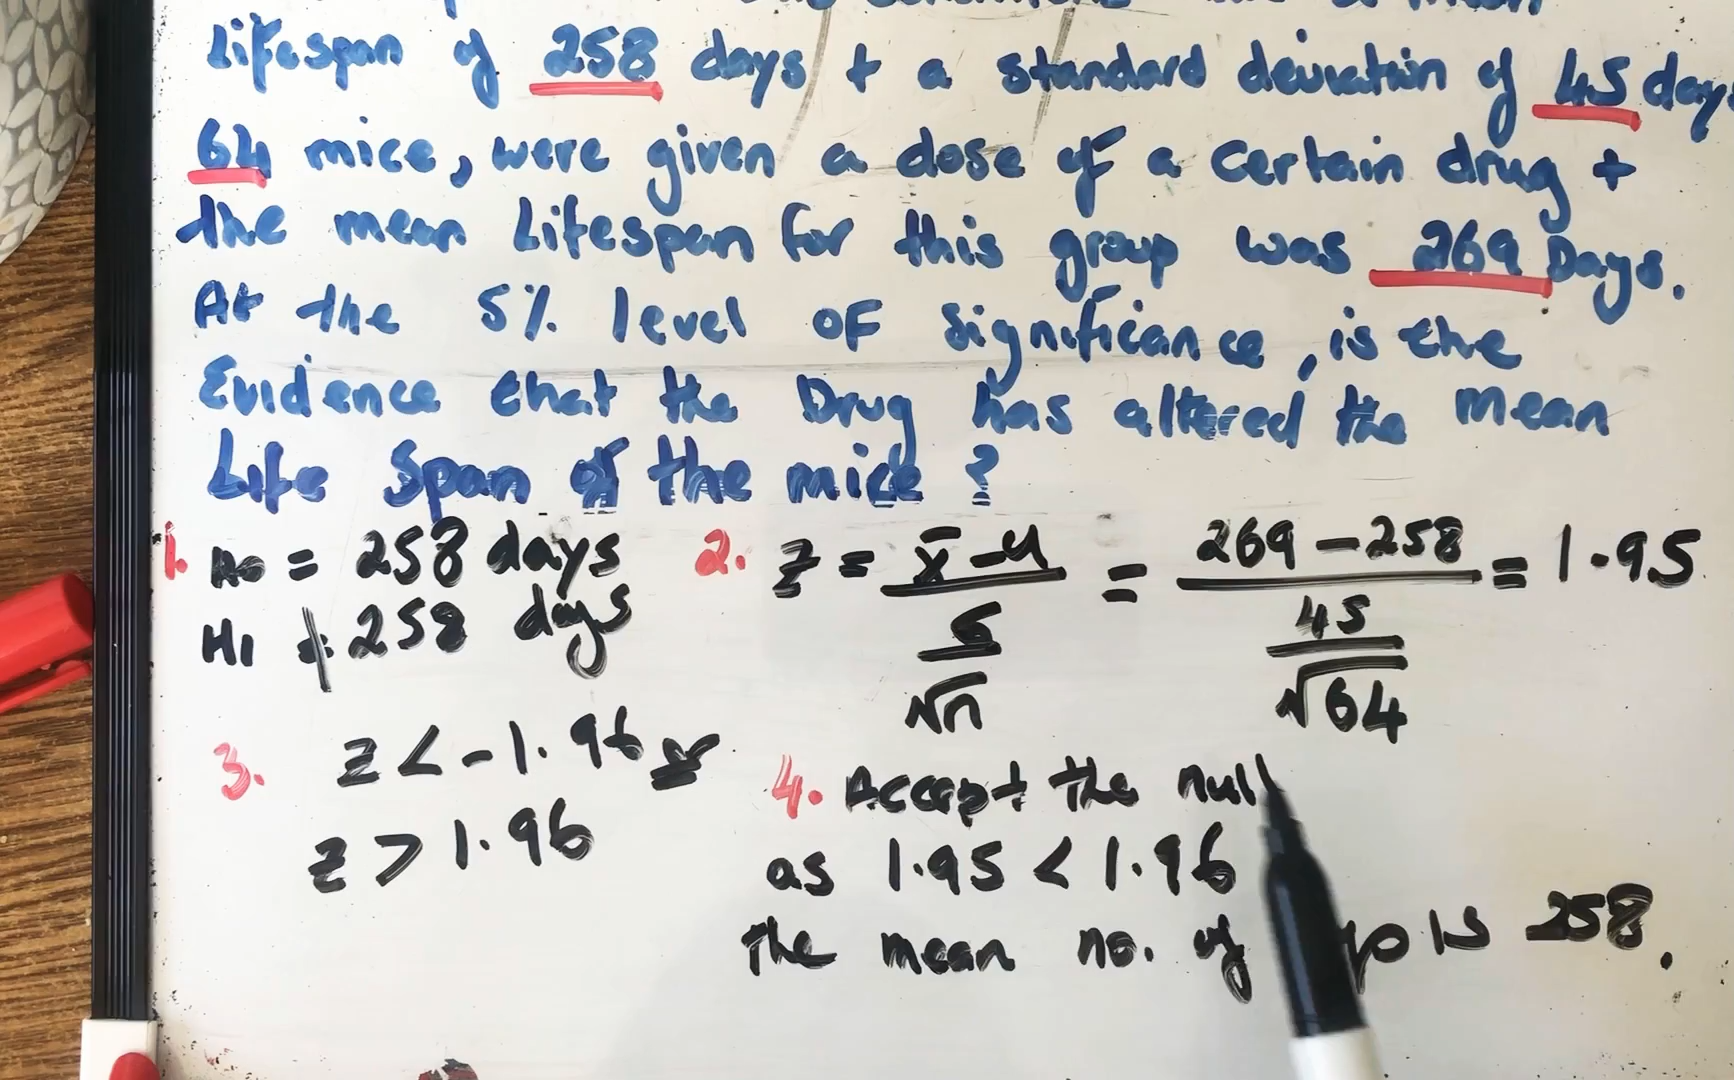 Lifespan of 258 days + a standard deviation of 45 day
64 mice, were given a dose of a certain drug +
the mean Lifespan for this group was 269 Days.
At the 5% level OF significance, is the
Evidence that the Drug has altered the mean
Life Span of the mice ?
1. Ho = 258 days
H1 ≠ 258 days
2. z = x̄ - μ / s / √n = 269 - 258 / 45 / √64 = 1.95
3. z < -1.96 or
z > 1.96
4. Accept the null
as 1.95 < 1.96
the mean no. of is 258.